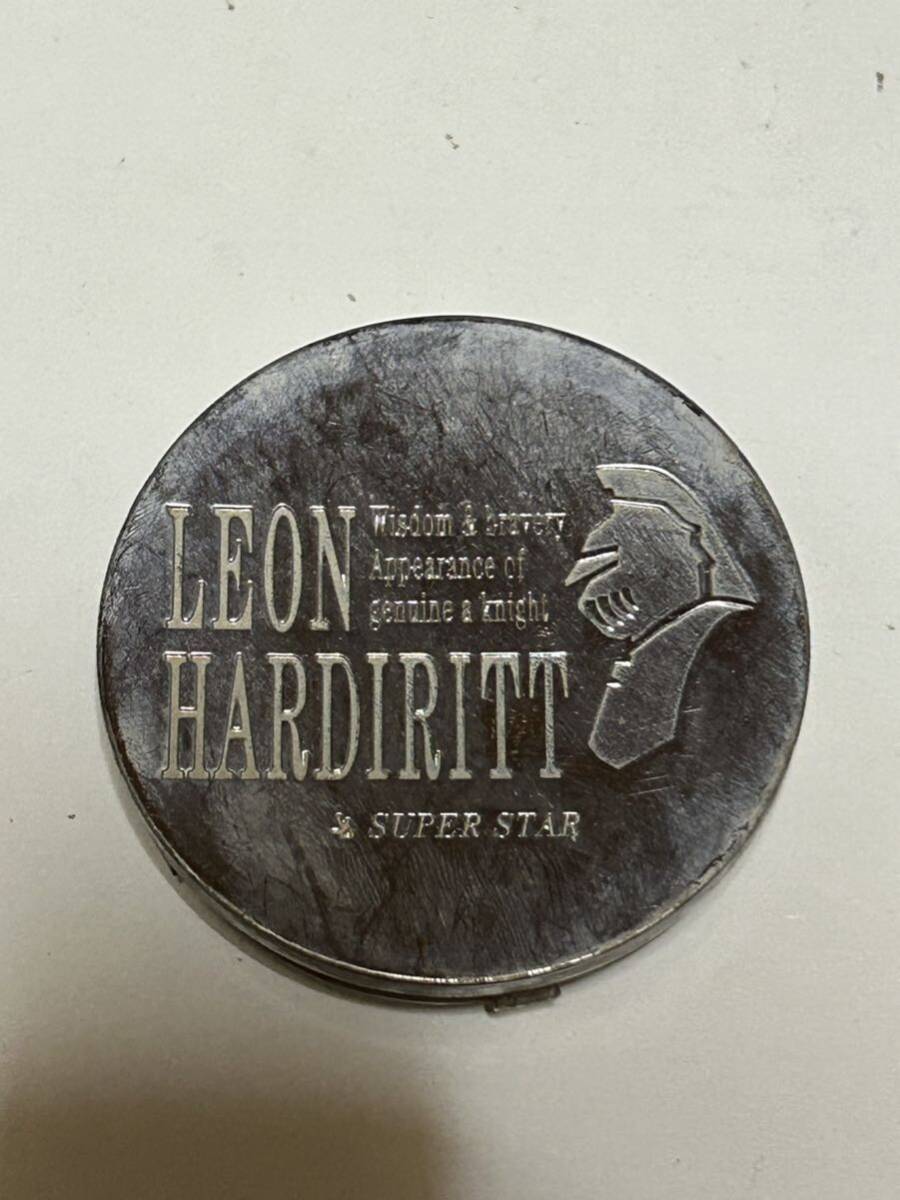 LEON
Wisdom & bravery
Appearance of
genuine a knight
HARDIRITT
SUPER STAR